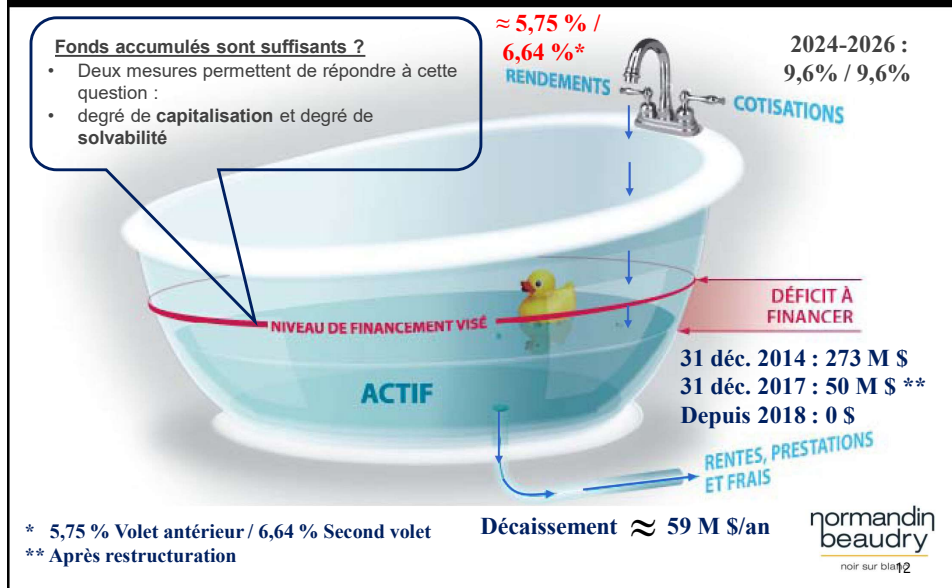 Fonds accumulés sont suffisants ?
• Deux mesures permettent de répondre à cette
question :
• degré de capitalisation et degré de
solvabilité
≈ 5,75 % /
6,64 %*
RENDEMENTS
2024-2026 :
9,6% / 9,6%
COTISATIONS
NIVEAU DE FINANCEMENT VISÉ
DÉFICIT À
FINANCER
31 déc. 2014 : 273 M $
31 déc. 2017 : 50 M $ **
Depuis 2018 : 0 $
ACTIF
RENTES, PRESTATIONS
ET FRAIS
* 5,75 % Volet antérieur / 6,64 % Second volet
** Après restructuration
Décaissement ≈ 59 M $/an
normandin
beaudry
noir sur blanc
12